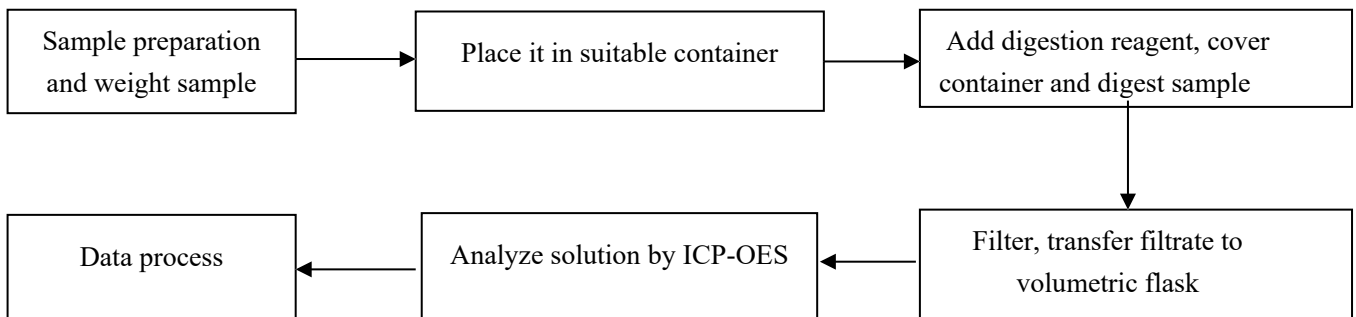 Sample preparation
and weight sample
Place it in suitable container
Add digestion reagent, cover
container and digest sample
Filter, transfer filtrate to
volumetric flask
Analyze solution by ICP-OES
Data process